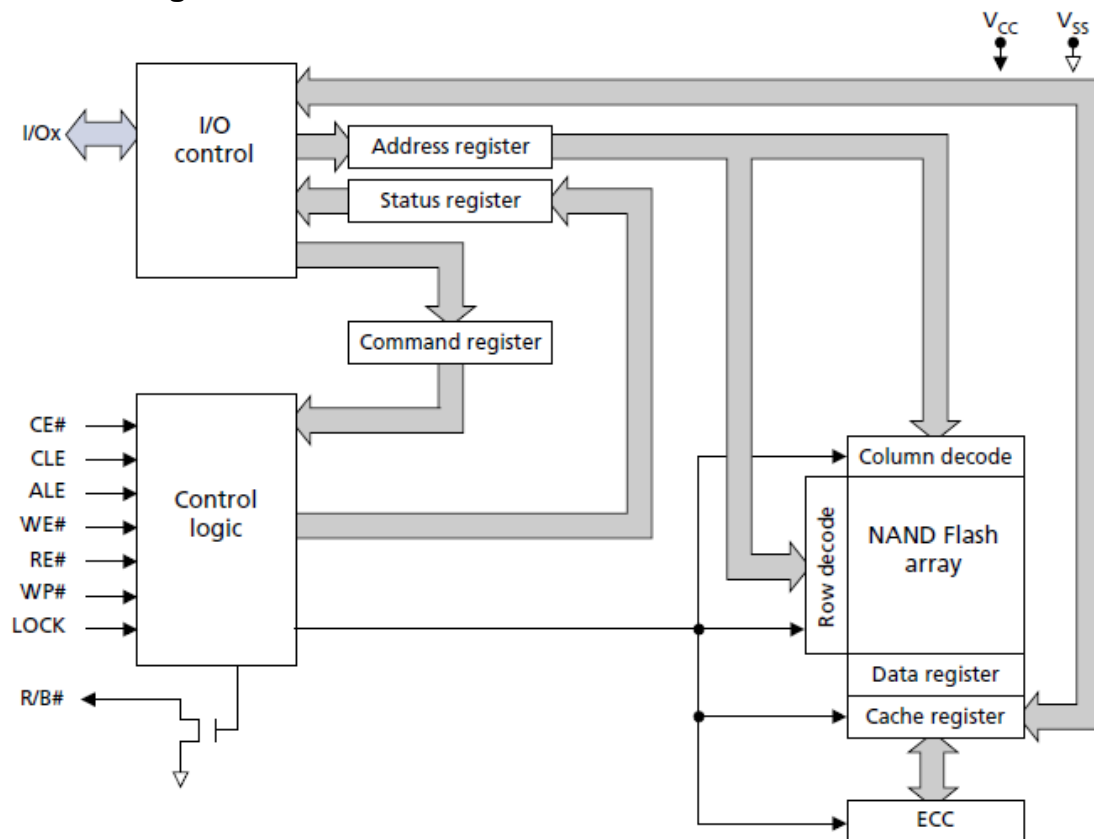 V_CC
V_SS
I/Ox
I/O
control
Address register
Status register
Command register
CE#
CLE
ALE
WE#
RE#
WP#
LOCK
Control
logic
R/B#
Column decode
Row decode
NAND Flash
array
Data register
Cache register
ECC